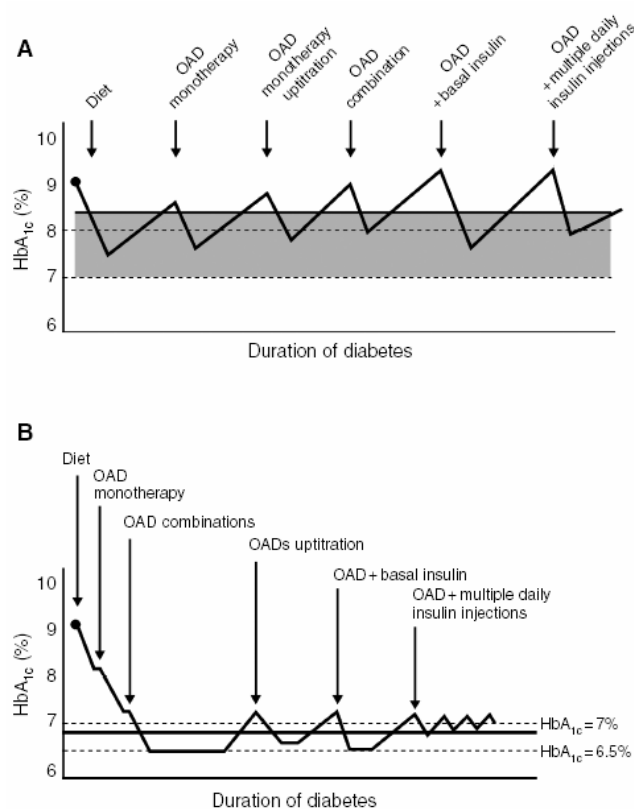 A
Diet
OAD
monotherapy
OAD
monotherapy
uptitration
OAD
combination
OAD
+ basal insulin
OAD
+ multiple daily
insulin injections
10
9
8
7
6
HbA1c (%)
Duration of diabetes
B
Diet
OAD
monotherapy
OAD combinations
OADs uptitration
OAD + basal insulin
OAD + multiple daily
insulin injections
10
9
8
7
6
HbA1c (%)
HbA1c = 7%
HbA1c = 6.5%
Duration of diabetes